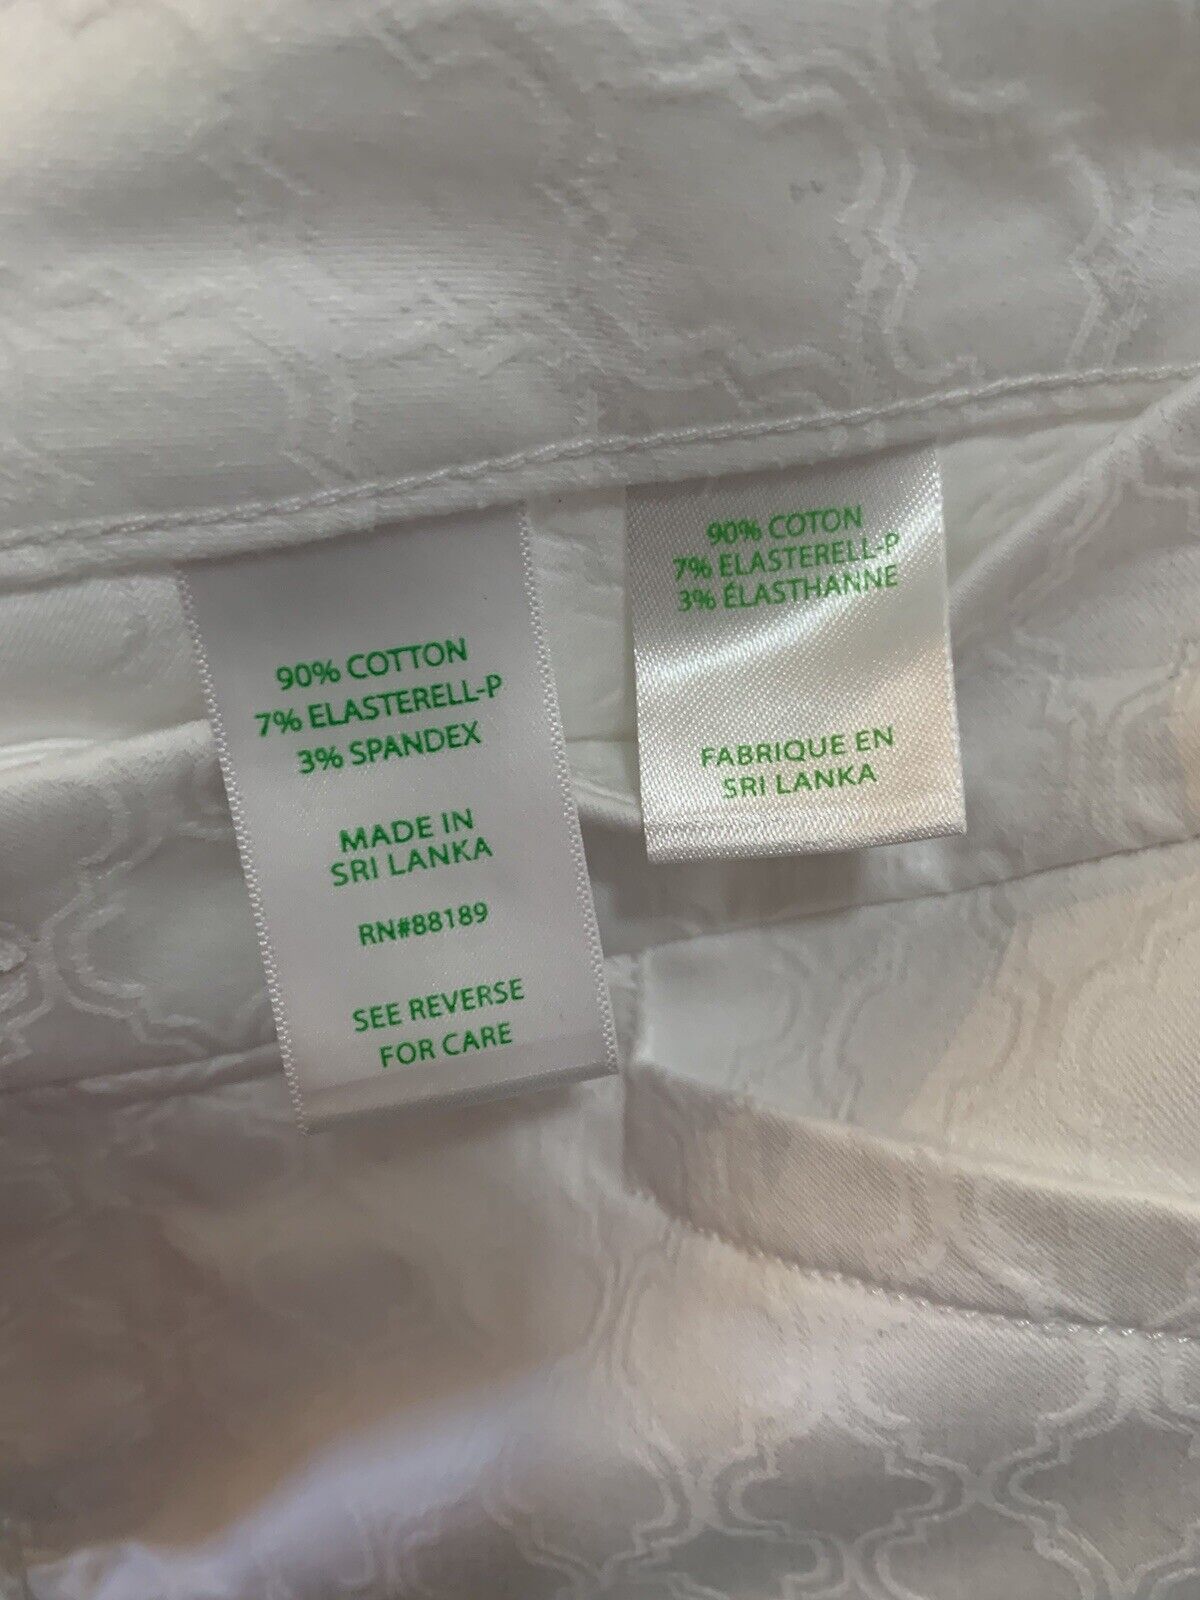 90% COTTON
7% ELASTERELL-P
3% SPANDEX
MADE IN
SRI LANKA
RN#88189
SEE REVERSE
FOR CARE
90% COTON
7% ELASTERELL-P
3% ÉLASTHANNE
FABRIQUE EN
SRI LANKA